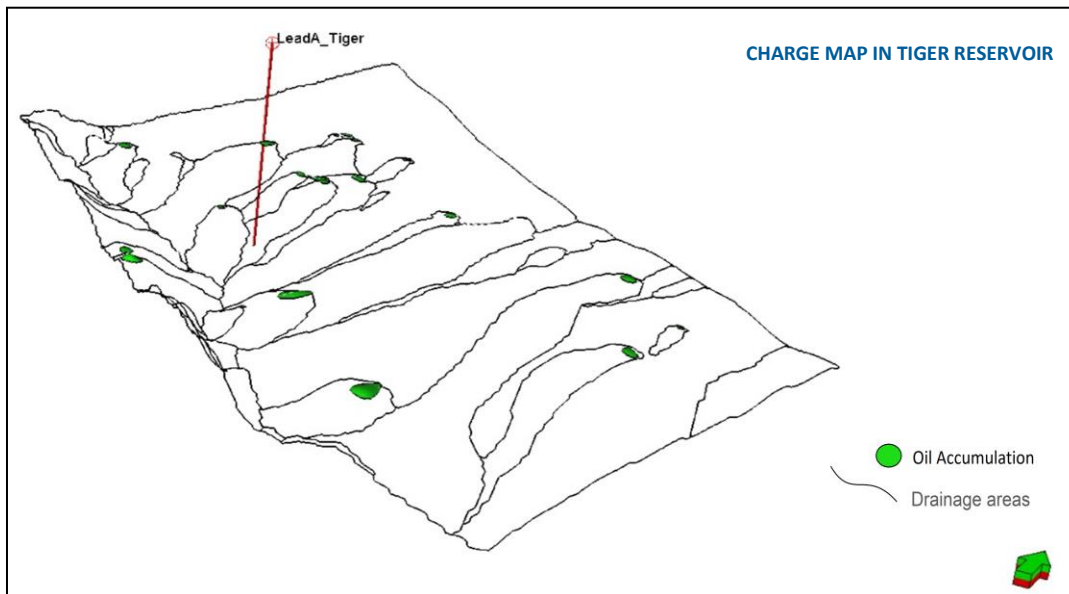 LeadA_Tiger
CHARGE MAP IN TIGER RESERVOIR
Oil Accumulation
Drainage areas